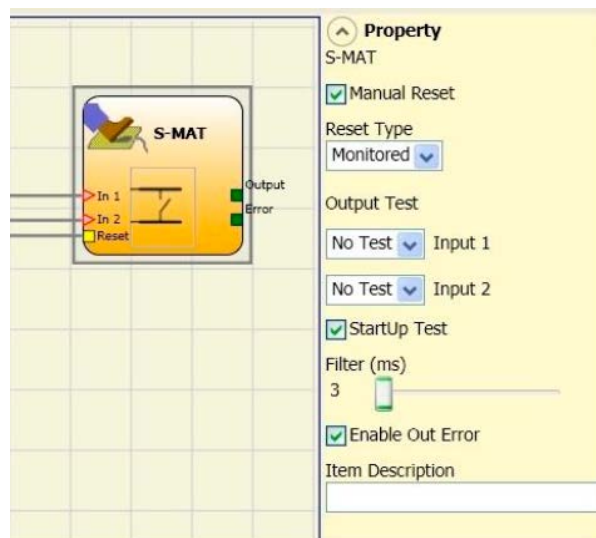 S-MAT
In 1
In 2
Reset
Output
Error
Property
S-MAT
Manual Reset
Reset Type
Monitored
Output Test
No Test Input 1
No Test Input 2
StartUp Test
Filter (ms)
3
Enable Out Error
Item Description